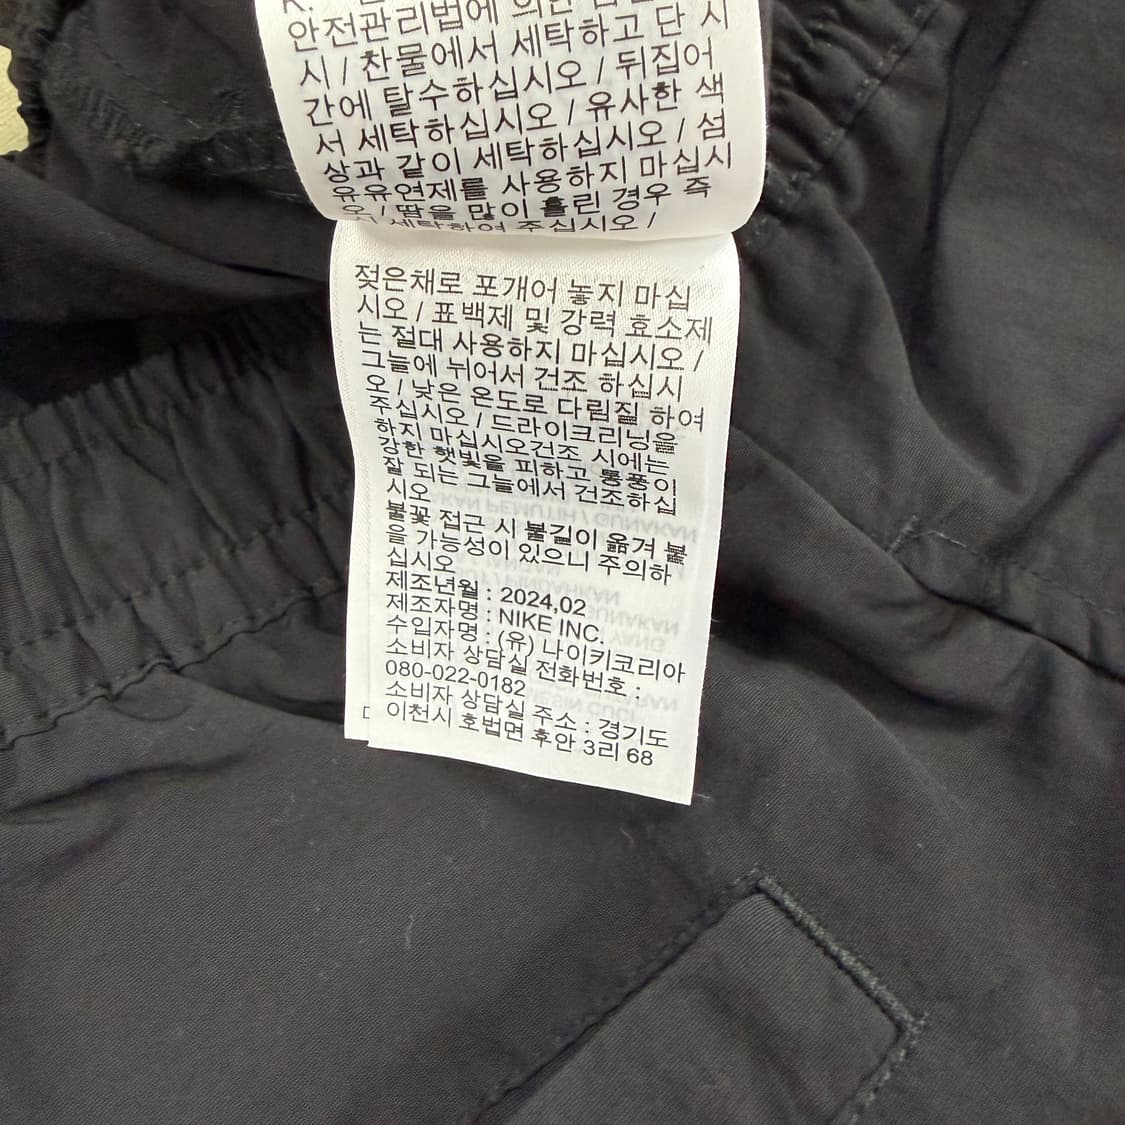 안전관리법에 의한
시 / 찬물에서 세탁하고 단 시
간에 탈수하십시오 / 뒤집어
서 세탁하십시오 / 유사한 색
상과 같이 세탁하십시오 / 섬
유유연제를 사용하지 마십시
오 / 땀을 많이 흘린 경우 즉
시 세탁하여 주십시오 /
젖은채로 포개어 놓지 마십
시오 / 표백제 및 강력 효소제
는 절대 사용하지 마십시오 /
그늘에 뉘어서 건조 하십시
오 / 낮은 온도로 다림질 하여
주십시오 / 드라이크리닝을
하지 마십시오건조 시에는
강한 햇빛을 피하고 통풍이
잘 되는 그늘에서 건조하십
시오
불꽃 접근 시 불길이 옮겨 붙
을 가능성이 있으니 주의하
십시오
제조년월 : 2024,02
제조자명 : NIKE INC.
수입자명 : (유) 나이키코리아
소비자 상담실 전화번호 :
080-022-0182
소비자 상담실 주소 : 경기도
이천시 호법면 후안 3리 68